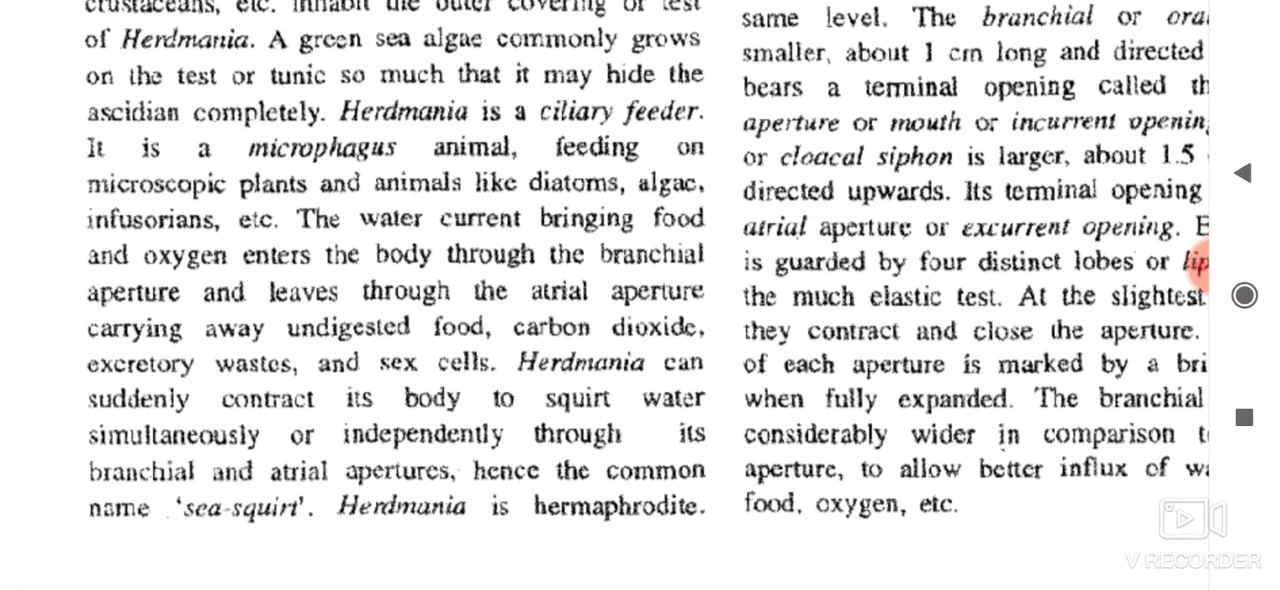 crustaceans, etc. inhabit the outer covering or test
of Herdmania. A green sea algae commonly grows
on the test or tunic so much that it may hide the
ascidian completely. Herdmania is a ciliary feeder.
It is a microphagus animal, feeding on
microscopic plants and animals like diatoms, algae,
infusorians, etc. The water current bringing food
and oxygen enters the body through the branchial
aperture and leaves through the atrial aperture
carrying away undigested food, carbon dioxide,
excretory wastes, and sex cells. Herdmania can
suddenly contract its body to squirt water
simultaneously or independently through its
branchial and atrial apertures, hence the common
name 'sea-squirt'. Herdmania is hermaphrodite.
same level. The branchial or
smaller, about 1 cm long and directed
bears a terminal opening called
aperture or mouth or incurrent
or cloacal siphon is larger, about 1.5
directed upwards. Its terminal opening
atrial aperture or excurrent opening.
is guarded by four distinct lobes or
the much elastic test. At the slightest
they contract and close the aperture.
of each aperture is marked by a
when fully expanded. The branchial
considerably wider in comparison
aperture, to allow better influx of
food, oxygen, etc.
V RECORDER